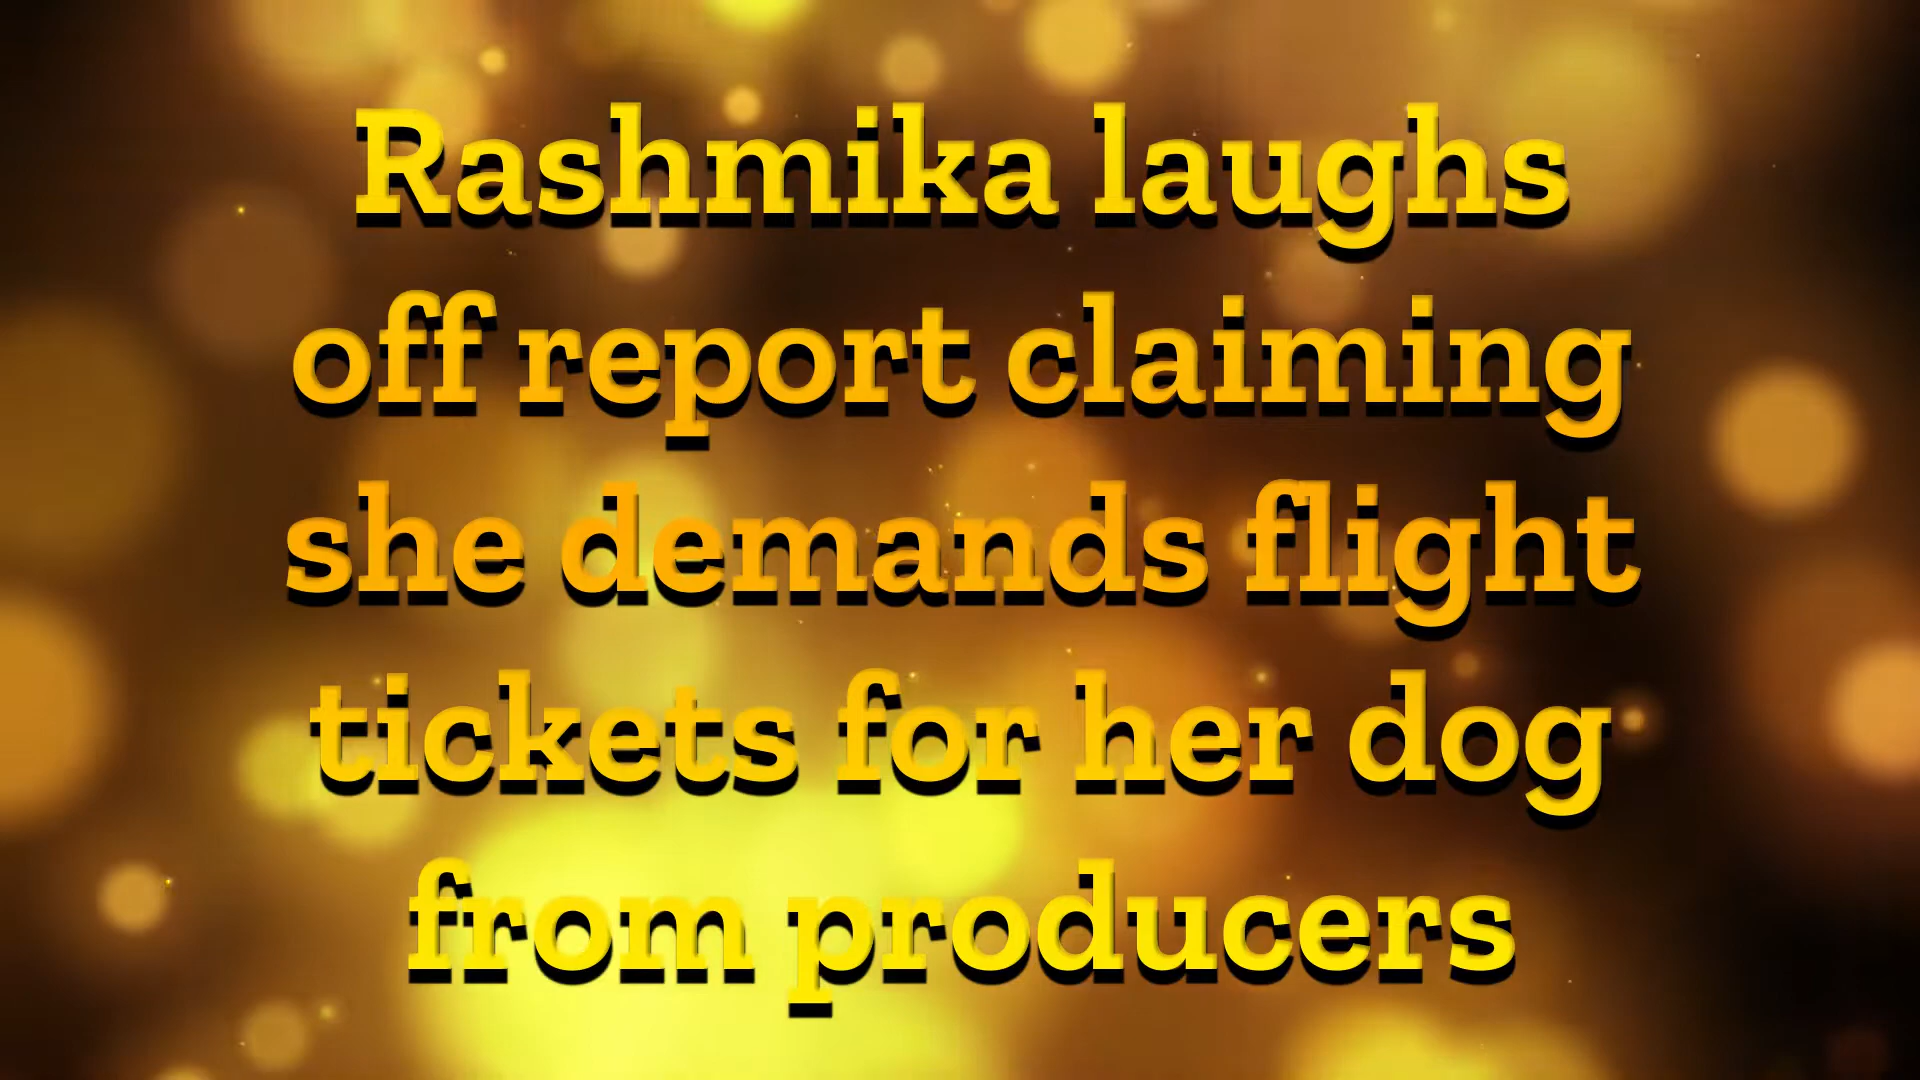 Rashmika laughs
off report claiming
she demands flight
tickets for her dog
from producers